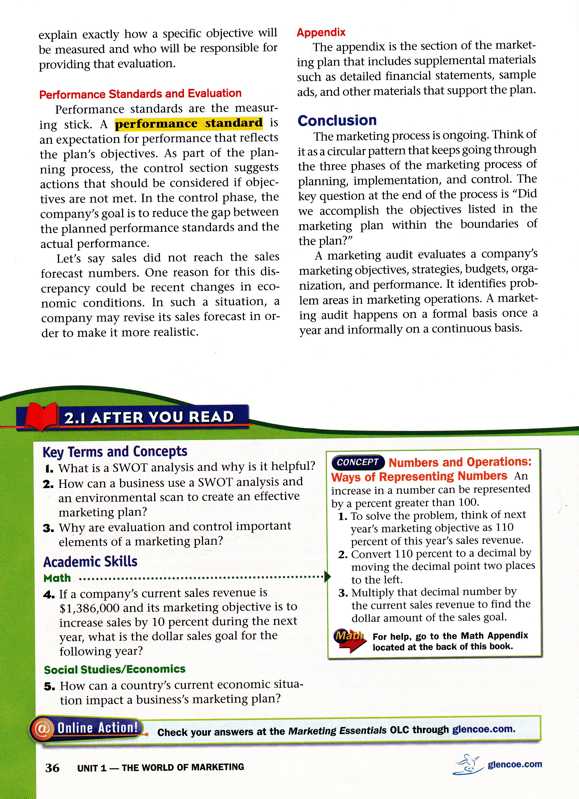 explain exactly how a specific objective will
be measured and who will be responsible for
providing that evaluation.
Performance Standards and Evaluation
Performance standards are the measur-
ing stick. A performance standard is
an expectation for performance that reflects
the plan's objectives. As part of the plan-
ning process, the control section suggests
actions that should be considered if objec-
tives are not met. In the control phase, the
company's goal is to reduce the gap between
the planned performance standards and the
actual performance.
Let's say sales did not reach the sales
forecast numbers. One reason for this dis-
crepancy could be recent changes in eco-
nomic conditions. In such a situation, a
company may revise its sales forecast in or-
der to make it more realistic.
Appendix
The appendix is the section of the market-
ing plan that includes supplemental materials
such as detailed financial statements, sample
ads, and other materials that support the plan.
Conclusion
The marketing process is ongoing. Think of
it as a circular pattern that keeps going through
the three phases of the marketing process of
planning, implementation, and control. The
key question at the end of the process is "Did
we accomplish the objectives listed in the
marketing plan within the boundaries of
the plan?"
A marketing audit evaluates a company's
marketing objectives, strategies, budgets, orga-
nization, and performance. It identifies prob-
lem areas in marketing operations. A market-
ing audit happens on a formal basis once a
year and informally on a continuous basis.
2.1 AFTER YOU READ
Key Terms and Concepts
1. What is a SWOT analysis and why is it helpful?
2. How can a business use a SWOT analysis and
an environmental scan to create an effective
marketing plan?
3. Why are evaluation and control important
elements of a marketing plan?
Academic Skills
Math
4. If a company's current sales revenue is
$1,386,000 and its marketing objective is to
increase sales by 10 percent during the next
year, what is the dollar sales goal for the
following year?
Social Studies/Economics
5. How can a country's current economic situa-
tion impact a business's marketing plan?
CONCEPT Numbers and Operations:
Ways of Representing Numbers An
increase in a number can be represented
by a percent greater than 100.
1. To solve the problem, think of next
year's marketing objective as 110
percent of this year's sales revenue.
2. Convert 110 percent to a decimal by
moving the decimal point two places
to the left.
3. Multiply that decimal number by
the current sales revenue to find the
dollar amount of the sales goal.
Math For help, go to the Math Appendix
located at the back of this book.
@ Online Action! Check your answers at the Marketing Essentials OLC through glencoe.com.
36 UNIT 1 — THE WORLD OF MARKETING
glencoe.com